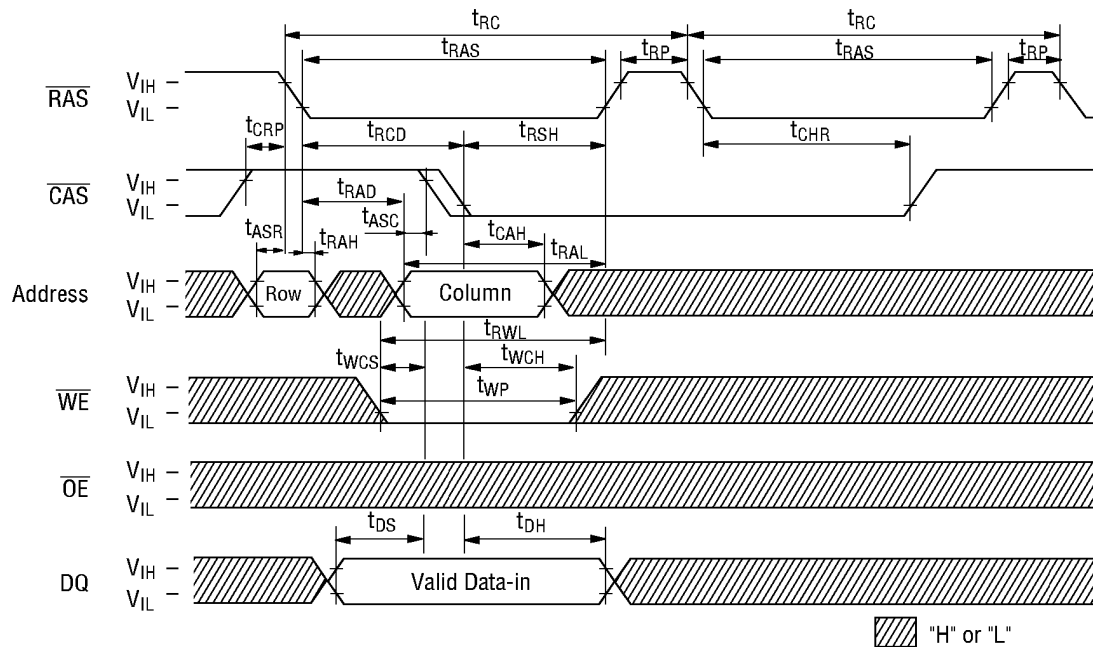 tRC tRC
tRAS tRP tRAS tRP
RAS VIH
VIL
tCRP tRCD tRSH tCHR
CAS VIH
VIL
tRAD
tASC
tASR tRAH tCAH
tRAL
Address VIH
VIL
Row Column
tRWL
tWCS tWCH
tWP
WE VIH
VIL
OE VIH
VIL
tDS tDH
DQ VIH
VIL
Valid Data-in
"H" or "L"